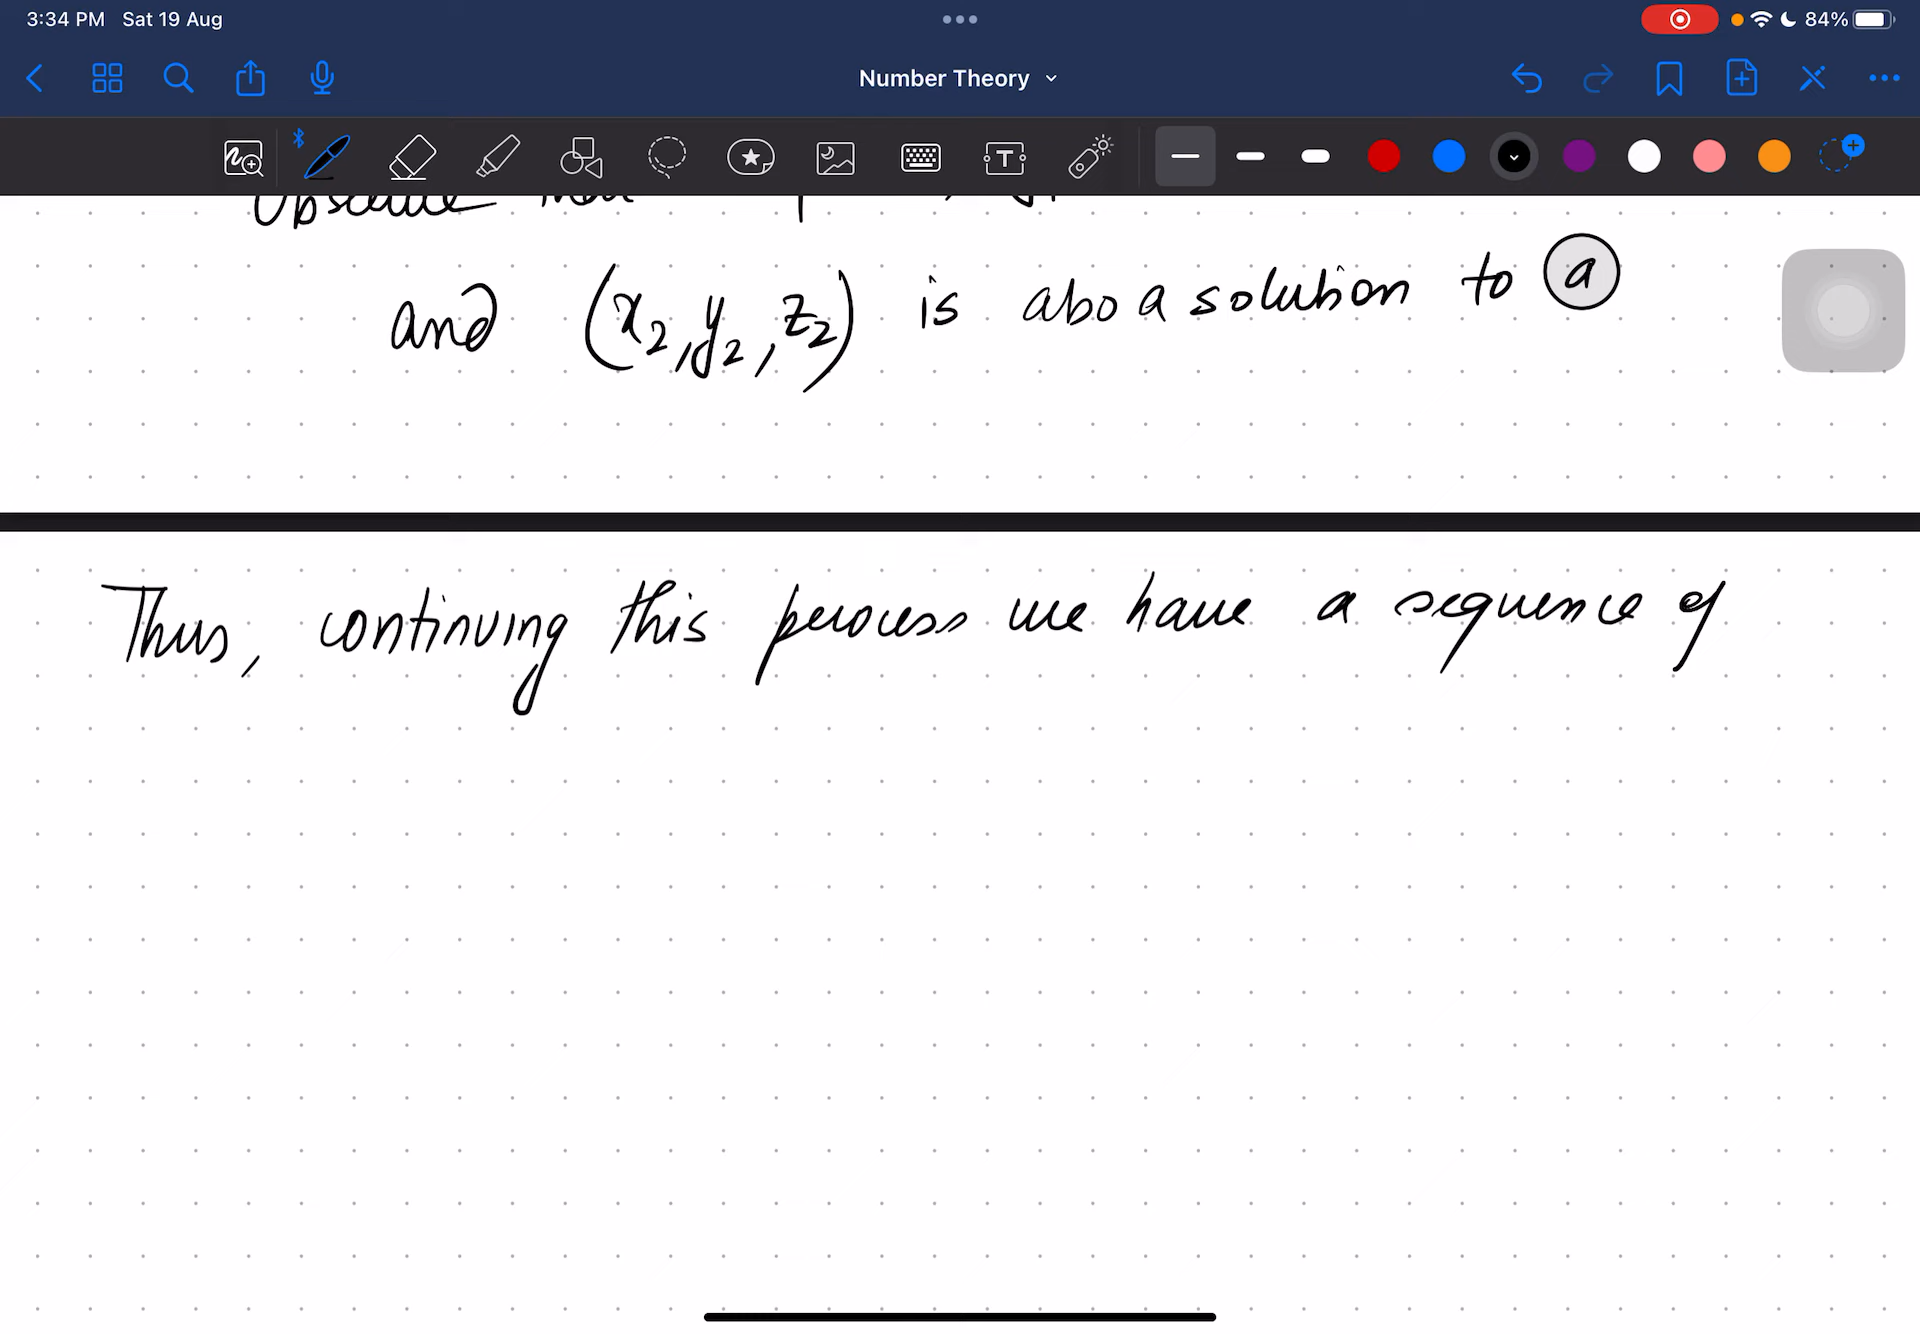 3:34 PM Sat 19 Aug
84%
Number Theory
T
and (x₂, y₂, z₂) is also a solution to ⓐ
Thus, continuing this process we have a sequence of